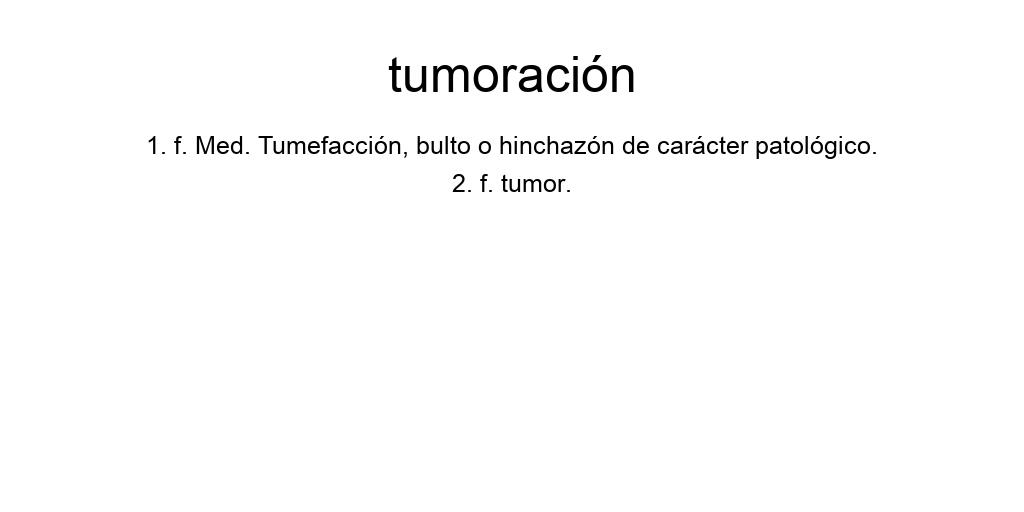 tumoración
1. f. Med. Tumefacción, bulto o hinchazón de carácter patológico.
2. f. tumor.